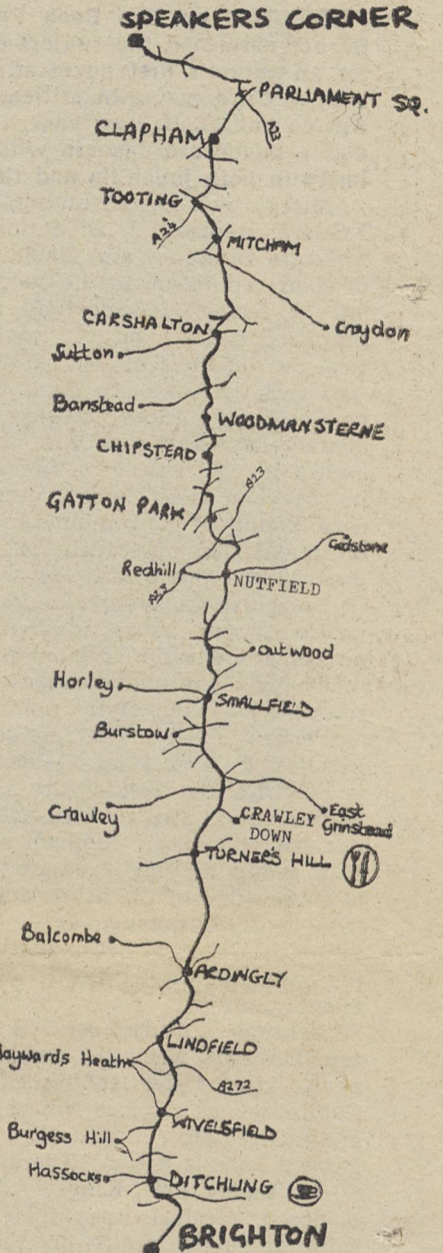 SPEAKERS CORNER
PARLIAMENT SQ.
A23
CLAPHAM
TOOTING
A24
MITCHAM
CARSHALTON
Croydon
Sutton
Banstead
WOODMANSTERNE
CHIPSTEAD
A23
GATTON PARK
Godstone
Redhill
A23
NUTFIELD
outwood
Horley
SMALLFIELD
Burstow
Crawley
East
Grinstead
CRAWLEY
DOWN
TURNER'S HILL
Balcombe
ARDINGLY
LINDFIELD
Haywards Heath
A272
WIVELSFIELD
Burgess Hill
Hassocks
DITCHLING
BRIGHTON